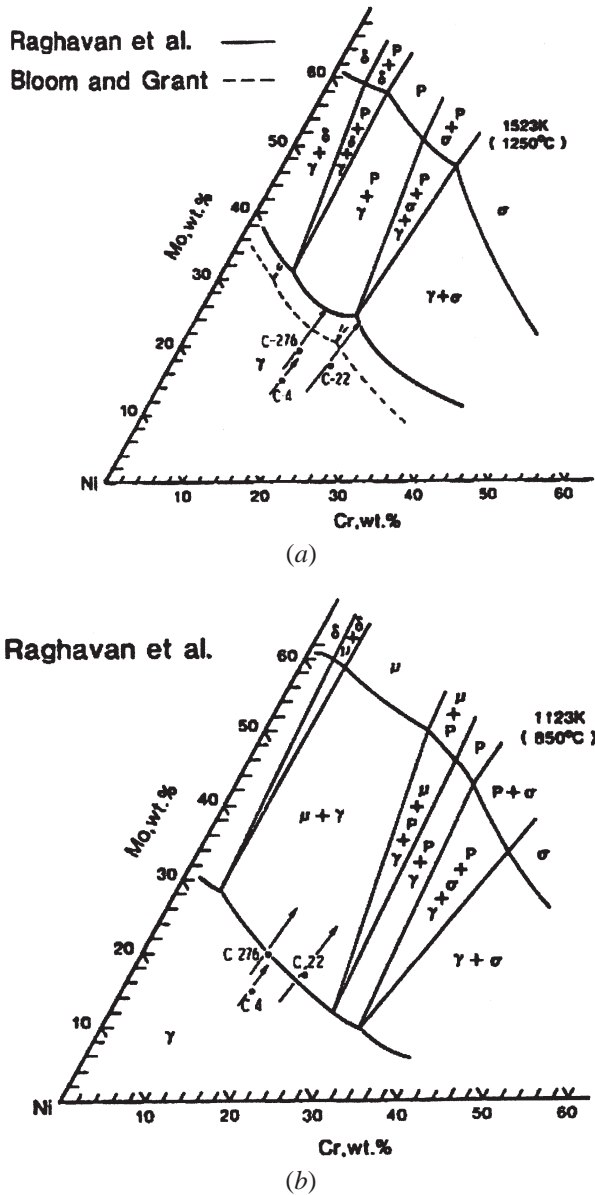 Raghavan et al.
Bloom and Grant
δ
δ+P
P
60
σ+P
1523K
( 1250°C )
50
γ+δ
γ+δ+P
γ+P
γ+σ+P
σ
40
Mo,wt.%
30
γ+σ
20
C-276
γ
C-4
C-22
10
Ni
10 20 30 40 50 60
Cr,wt.%
(a)
Raghavan et al.
δ
μ+δ
60
μ
P+μ
P
1123K
( 850°C )
50
P+σ
40
Mo,wt.%
μ+γ
γ+P+μ
γ+P
γ+σ+P
σ
30
20
C 276
C 22
γ+σ
C 4
10
γ
Ni
10 20 30 40 50 60
Cr,wt.%
(b)